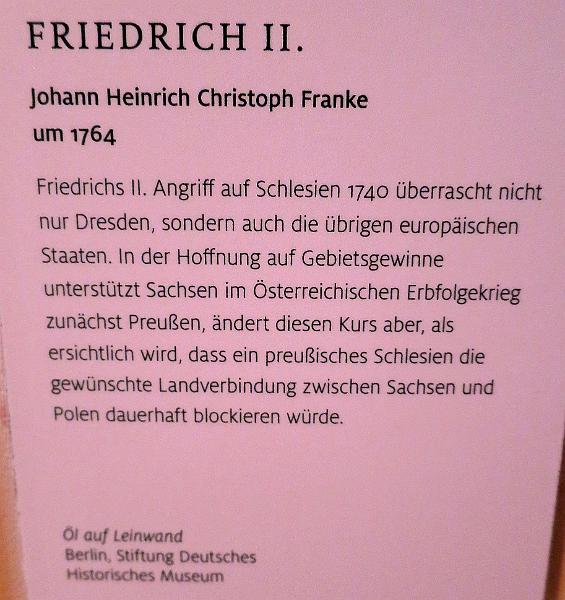 FRIEDRICH II.
Johann Heinrich Christoph Franke
um 1764
Friedrichs II. Angriff auf Schlesien 1740 überrascht nicht
nur Dresden, sondern auch die übrigen europäischen
Staaten. In der Hoffnung auf Gebietsgewinne
unterstützt Sachsen im Österreichischen Erbfolgekrieg
zunächst Preußen, ändert diesen Kurs aber, als
ersichtlich wird, dass ein preußisches Schlesien die
gewünschte Landverbindung zwischen Sachsen und
Polen dauerhaft blockieren würde.
Öl auf Leinwand
Berlin, Stiftung Deutsches
Historisches Museum